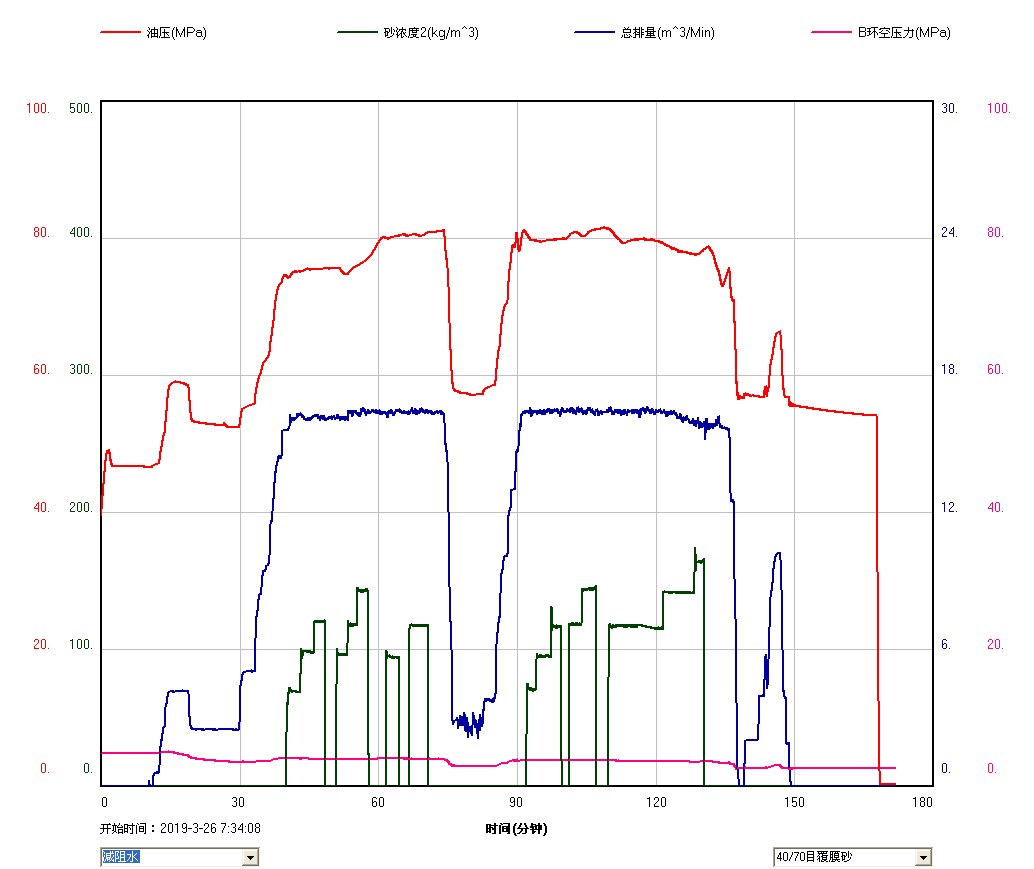 油压(MPa) 砂浓度2(kg/m^3) 总排量(m^3/Min) B环空压力(MPa)
100. 500. 30. 100.
80. 400. 24. 80.
60. 300. 18. 60.
40. 200. 12. 40.
20. 100. 6. 20.
0. 0. 0. 0.
0 30 60 90 120 150 180
开始时间：2019-3-26 7:34:08 时间(分钟)
减阻水 40/70目覆膜砂